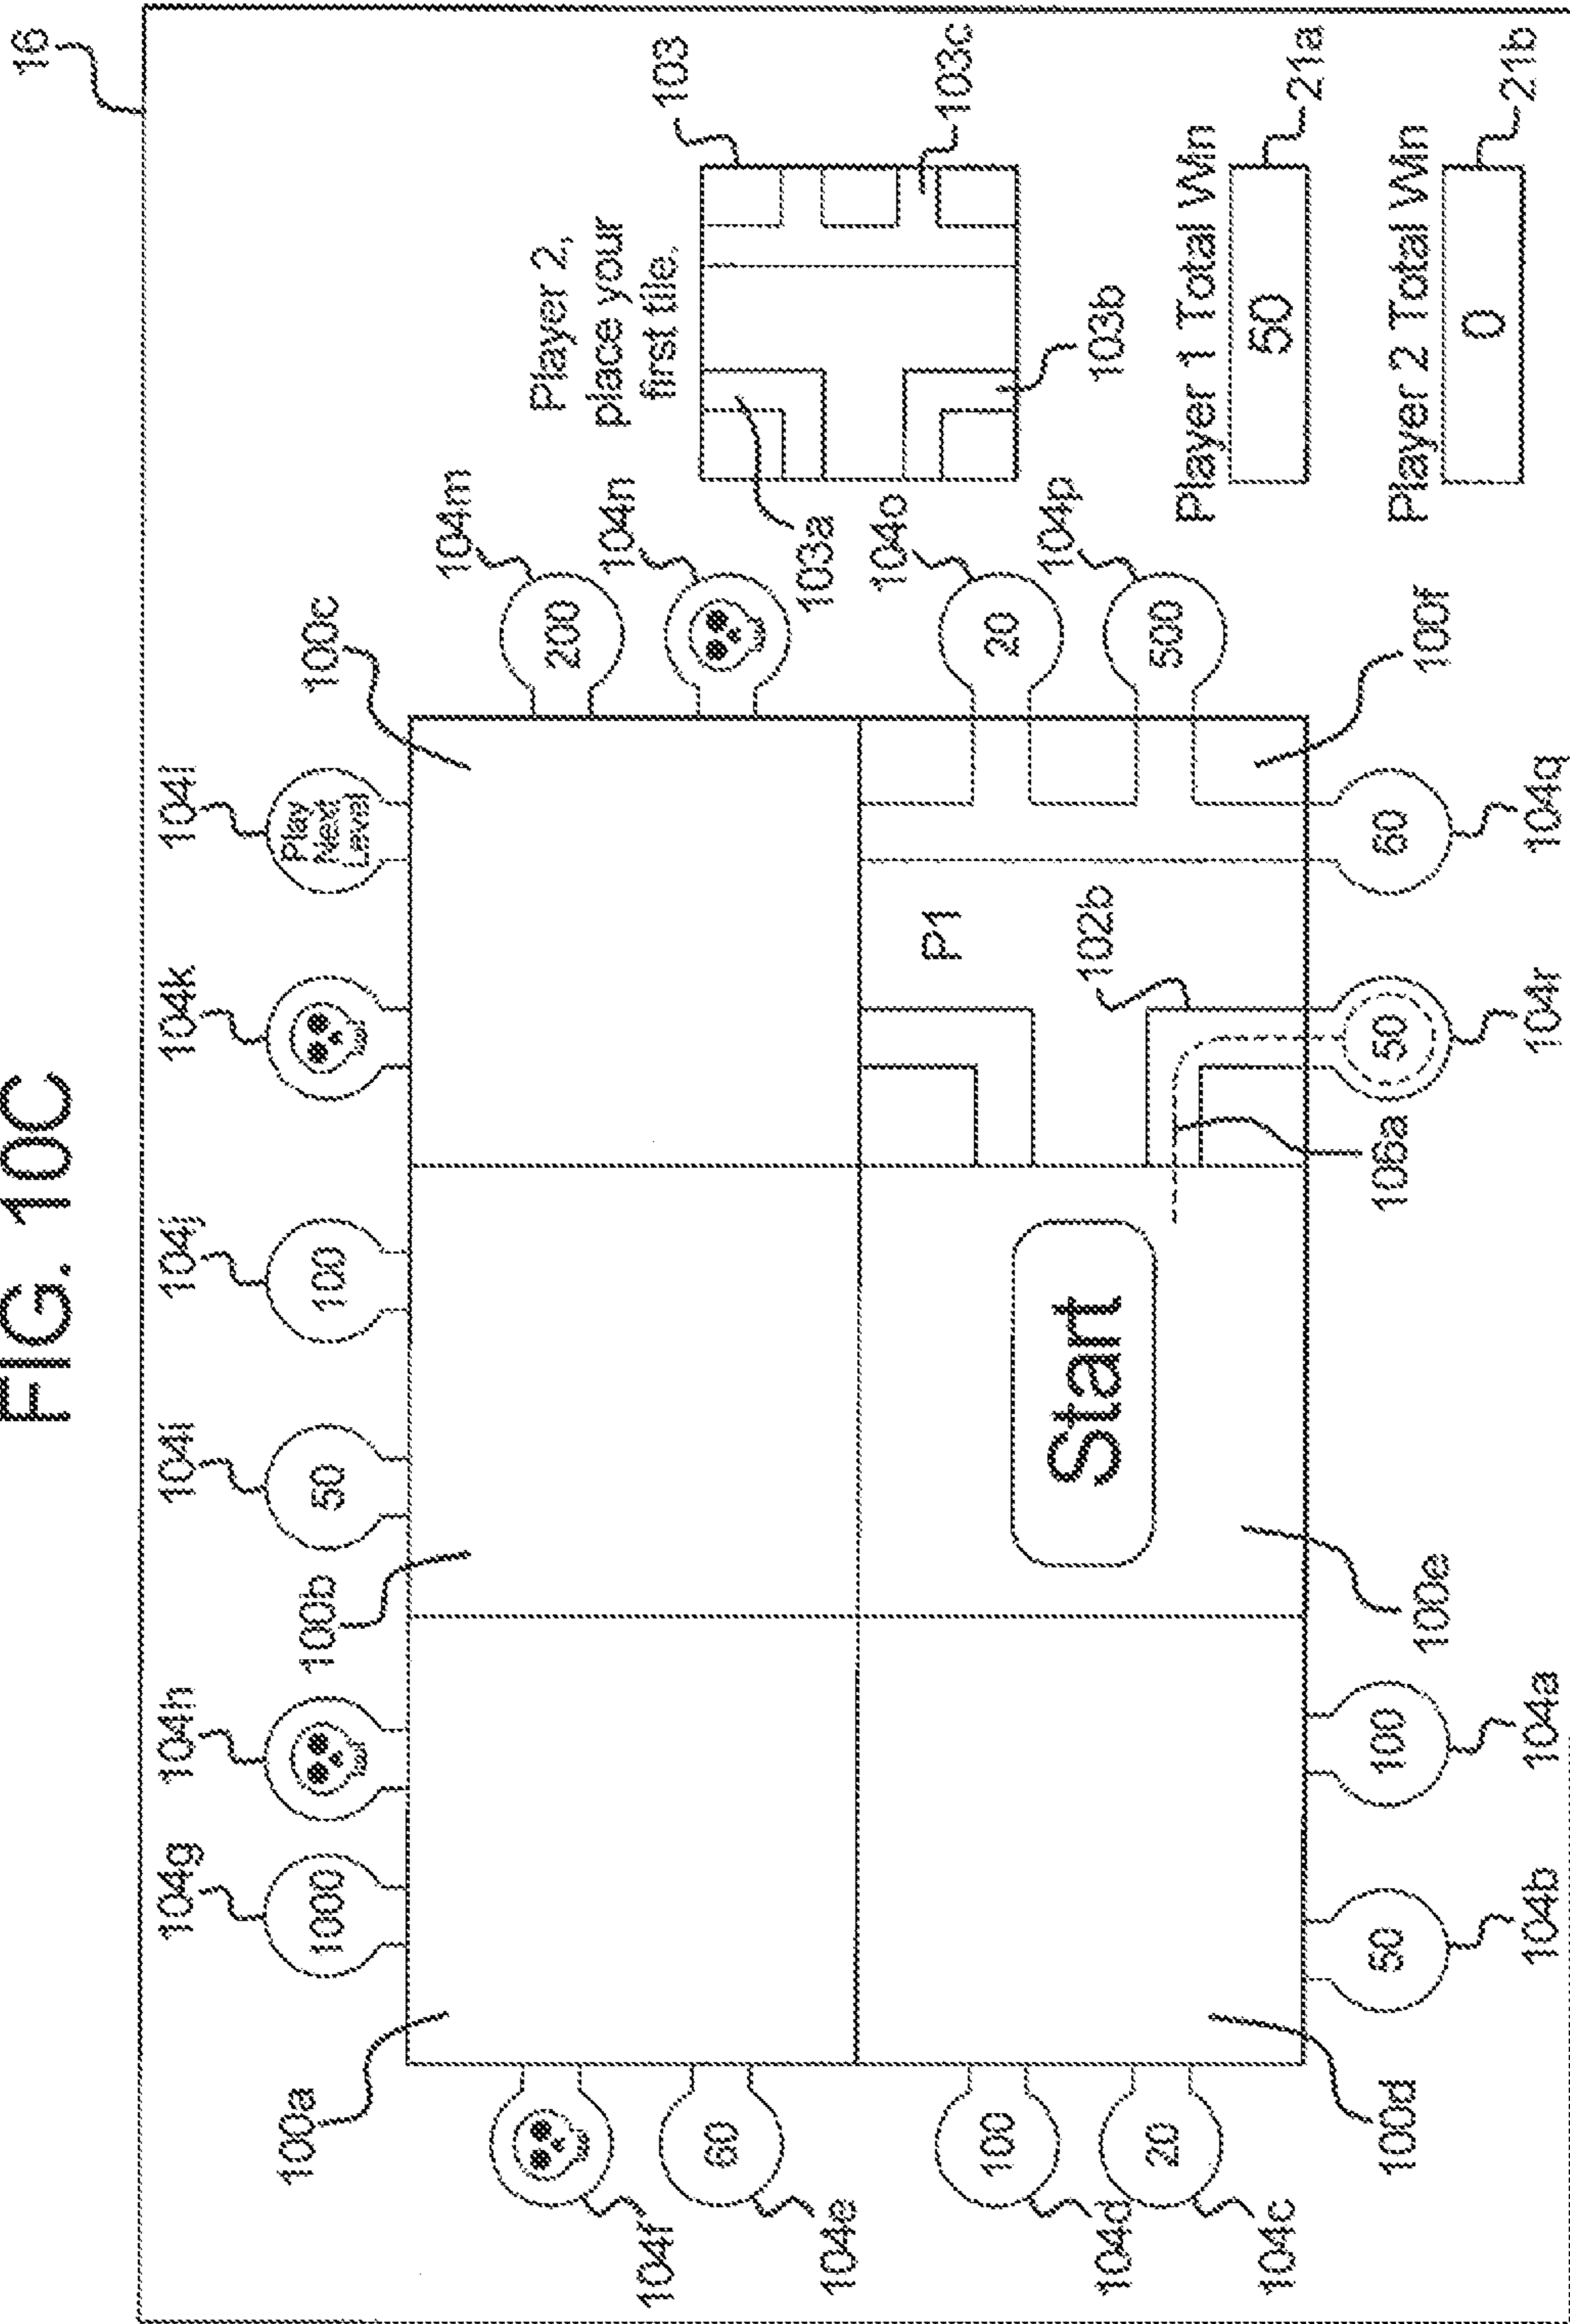 FIG. 10C
16
104g
104h
104i
104j
104k
104l
1000
50
100
Play
Next
Level
100a
100b
100c
104f
104m
200
104e
60
104n
Player 2,
place your
first tile.
103
103a
103b
103c
104d
100
104o
20
104c
20
104p
500
Start
P1
102b
106a
100d
100e
100f
50
100
50
60
104b
104a
104r
104q
Player 1 Total Win
50
21a
Player 2 Total Win
0
21b